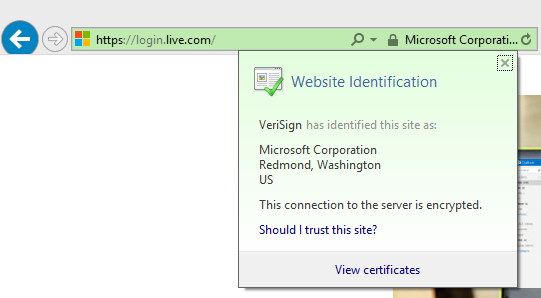 https://login.live.com/ Microsoft Corporati...
Website Identification
VeriSign has identified this site as:
Microsoft Corporation
Redmond, Washington
US
This connection to the server is encrypted.
Should I trust this site?
View certificates